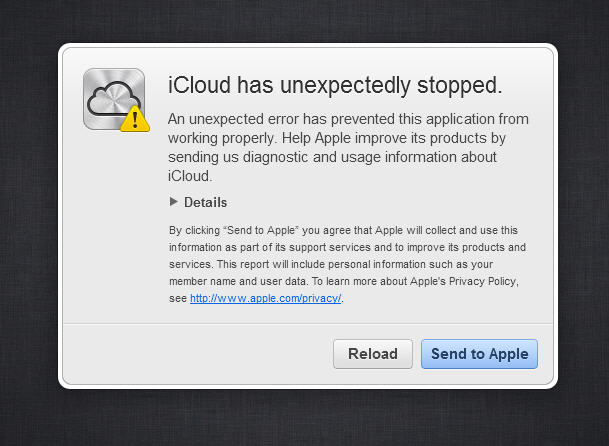 iCloud has unexpectedly stopped.
An unexpected error has prevented this application from
working properly. Help Apple improve its products by
sending us diagnostic and usage information about
iCloud.
Details
By clicking “Send to Apple” you agree that Apple will collect and use this
information as part of its support services and to improve its products and
services. This report will include personal information such as your
member name and user data. To learn more about Apple's Privacy Policy,
see http://www.apple.com/privacy/.
Reload
Send to Apple